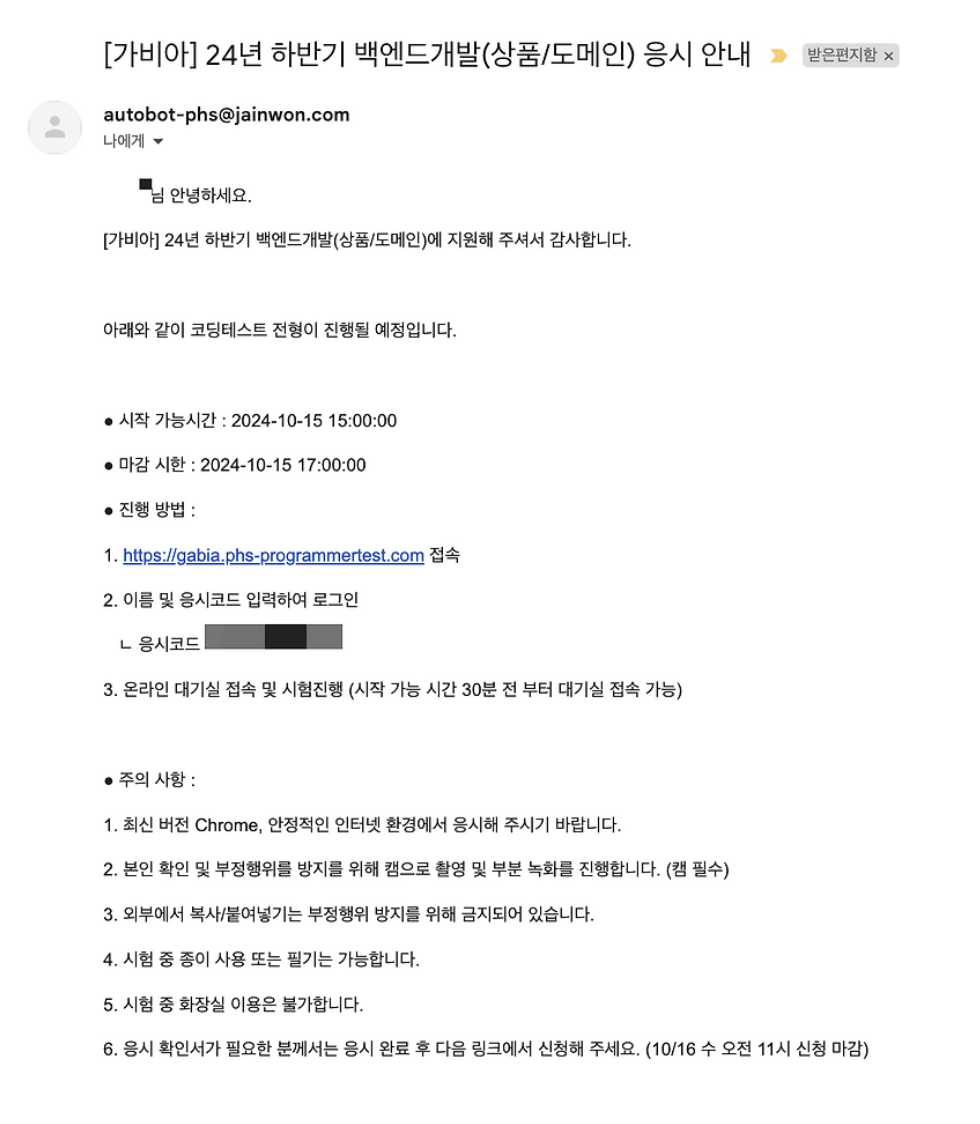 [가비아] 24년 하반기 백엔드개발(상품/도메인) 응시 안내 받은편지함 ×
autobot-phs@jainwon.com
나에게
님 안녕하세요.
[가비아] 24년 하반기 백엔드개발(상품/도메인)에 지원해 주셔서 감사합니다.
아래와 같이 코딩테스트 전형이 진행될 예정입니다.
● 시작 가능시간 : 2024-10-15 15:00:00
● 마감 시한 : 2024-10-15 17:00:00
● 진행 방법 :
1. https://gabia.phs-programmertest.com 접속
2. 이름 및 응시코드 입력하여 로그인
ㄴ 응시코드
3. 온라인 대기실 접속 및 시험진행 (시작 가능 시간 30분 전 부터 대기실 접속 가능)
● 주의 사항 :
1. 최신 버전 Chrome, 안정적인 인터넷 환경에서 응시해 주시기 바랍니다.
2. 본인 확인 및 부정행위를 방지를 위해 캠으로 촬영 및 부분 녹화를 진행합니다. (캠 필수)
3. 외부에서 복사/붙여넣기는 부정행위 방지를 위해 금지되어 있습니다.
4. 시험 중 종이 사용 또는 필기는 가능합니다.
5. 시험 중 화장실 이용은 불가합니다.
6. 응시 확인서가 필요한 분께서는 응시 완료 후 다음 링크에서 신청해 주세요. (10/16 수 오전 11시 신청 마감)